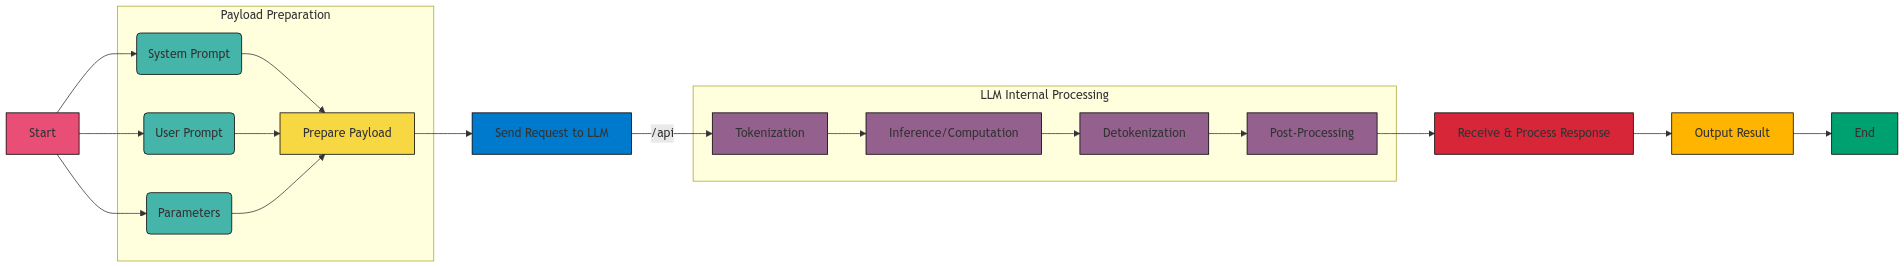 Payload Preparation
System Prompt
Start
User Prompt
Prepare Payload
Parameters
Send Request to LLM
/api
LLM Internal Processing
Tokenization
Inference/Computation
Detokenization
Post-Processing
Receive & Process Response
Output Result
End